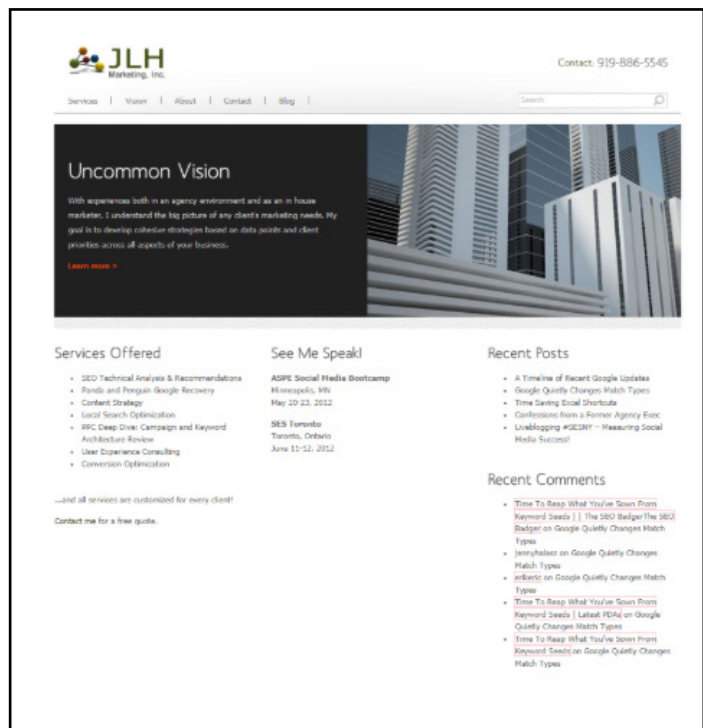 JLH
Marketing, Inc.
Contact: 919-886-5545
Services | Vision | About | Contact | Blog |
Search
Uncommon Vision
With experiences both in an agency environment and as an in house
marketer, I understand the big picture of any client's marketing needs. My
goal is to develop cohesive strategies based on data points and client
priorities across all aspects of your business.
Learn more »
Services Offered
• SEO Technical Analysis & Recommendations
• Panda and Penguin Google Recovery
• Content Strategy
• Local Search Optimization
• PPC Deep Dive: Campaign and Keyword
Architecture Review
• User Experience Consulting
• Conversion Optimization
...and all services are customized for every client!
Contact me for a free quote.
See Me Speak!
ASPE Social Media Bootcamp
Minneapolis, MN
May 20-23, 2012
SES Toronto
Toronto, Ontario
June 11-12, 2012
Recent Posts
• A Timeline of Recent Google Updates
• Google Quietly Changes Match Types
• Time Saving Excel Shortcuts
• Confessions from a Former Agency Exec
• Liveblogging #SESNY – Measuring Social
Media Success!
Recent Comments
• Time To Reap What You've Sown From
Keyword Seeds | | The SEO BadgerThe SEO
Badger on Google Quietly Changes Match
Types
• jennyhalasz on Google Quietly Changes
Match Types
• erikeric on Google Quietly Changes Match
Types
• Time To Reap What You've Sown From
Keyword Seeds | Latest PDAs on Google
Quietly Changes Match Types
• Time To Reap What You've Sown From
Keyword Seeds on Google Quietly Changes
Match Types